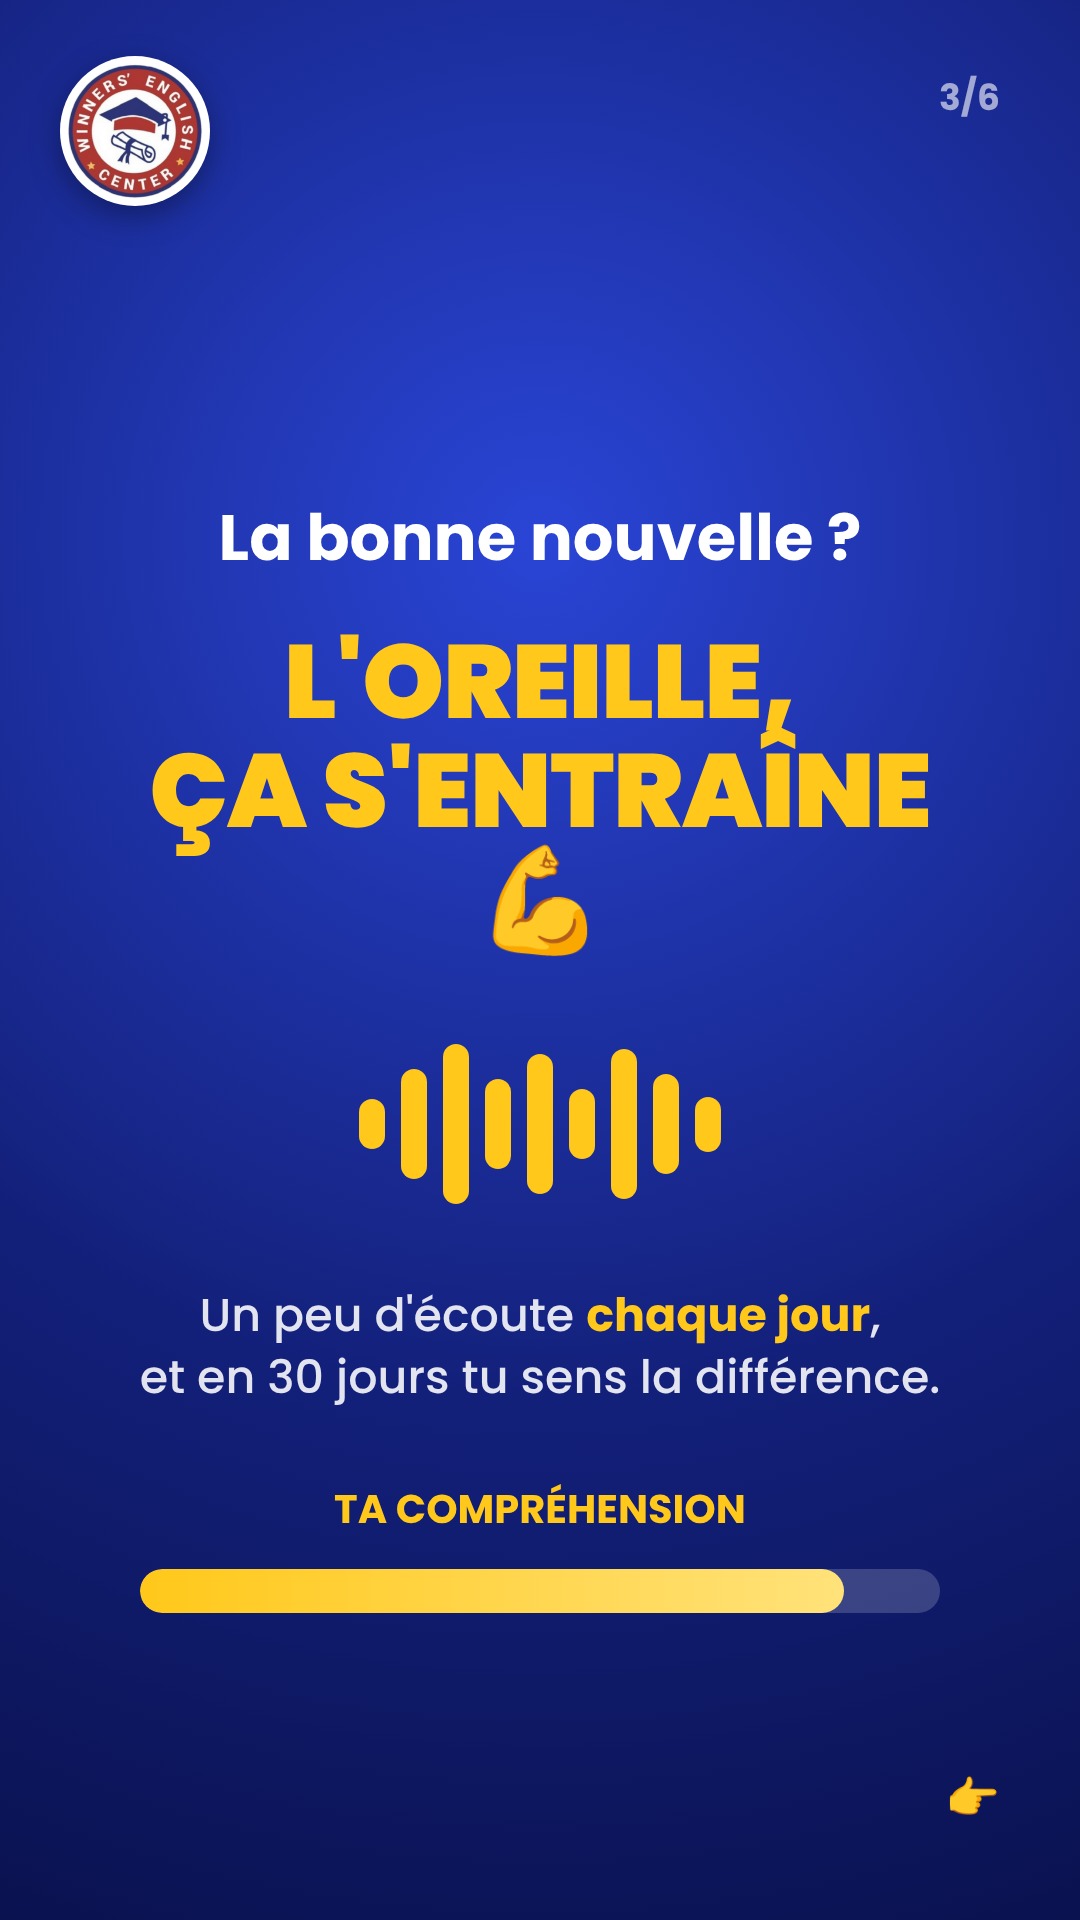 WINNERS' ENGLISH
CENTER
3/6
La bonne nouvelle ?
L'OREILLE,
ÇA S'ENTRAÎNE
💪
Un peu d'écoute chaque jour,
et en 30 jours tu sens la différence.
TA COMPRÉHENSION
👉